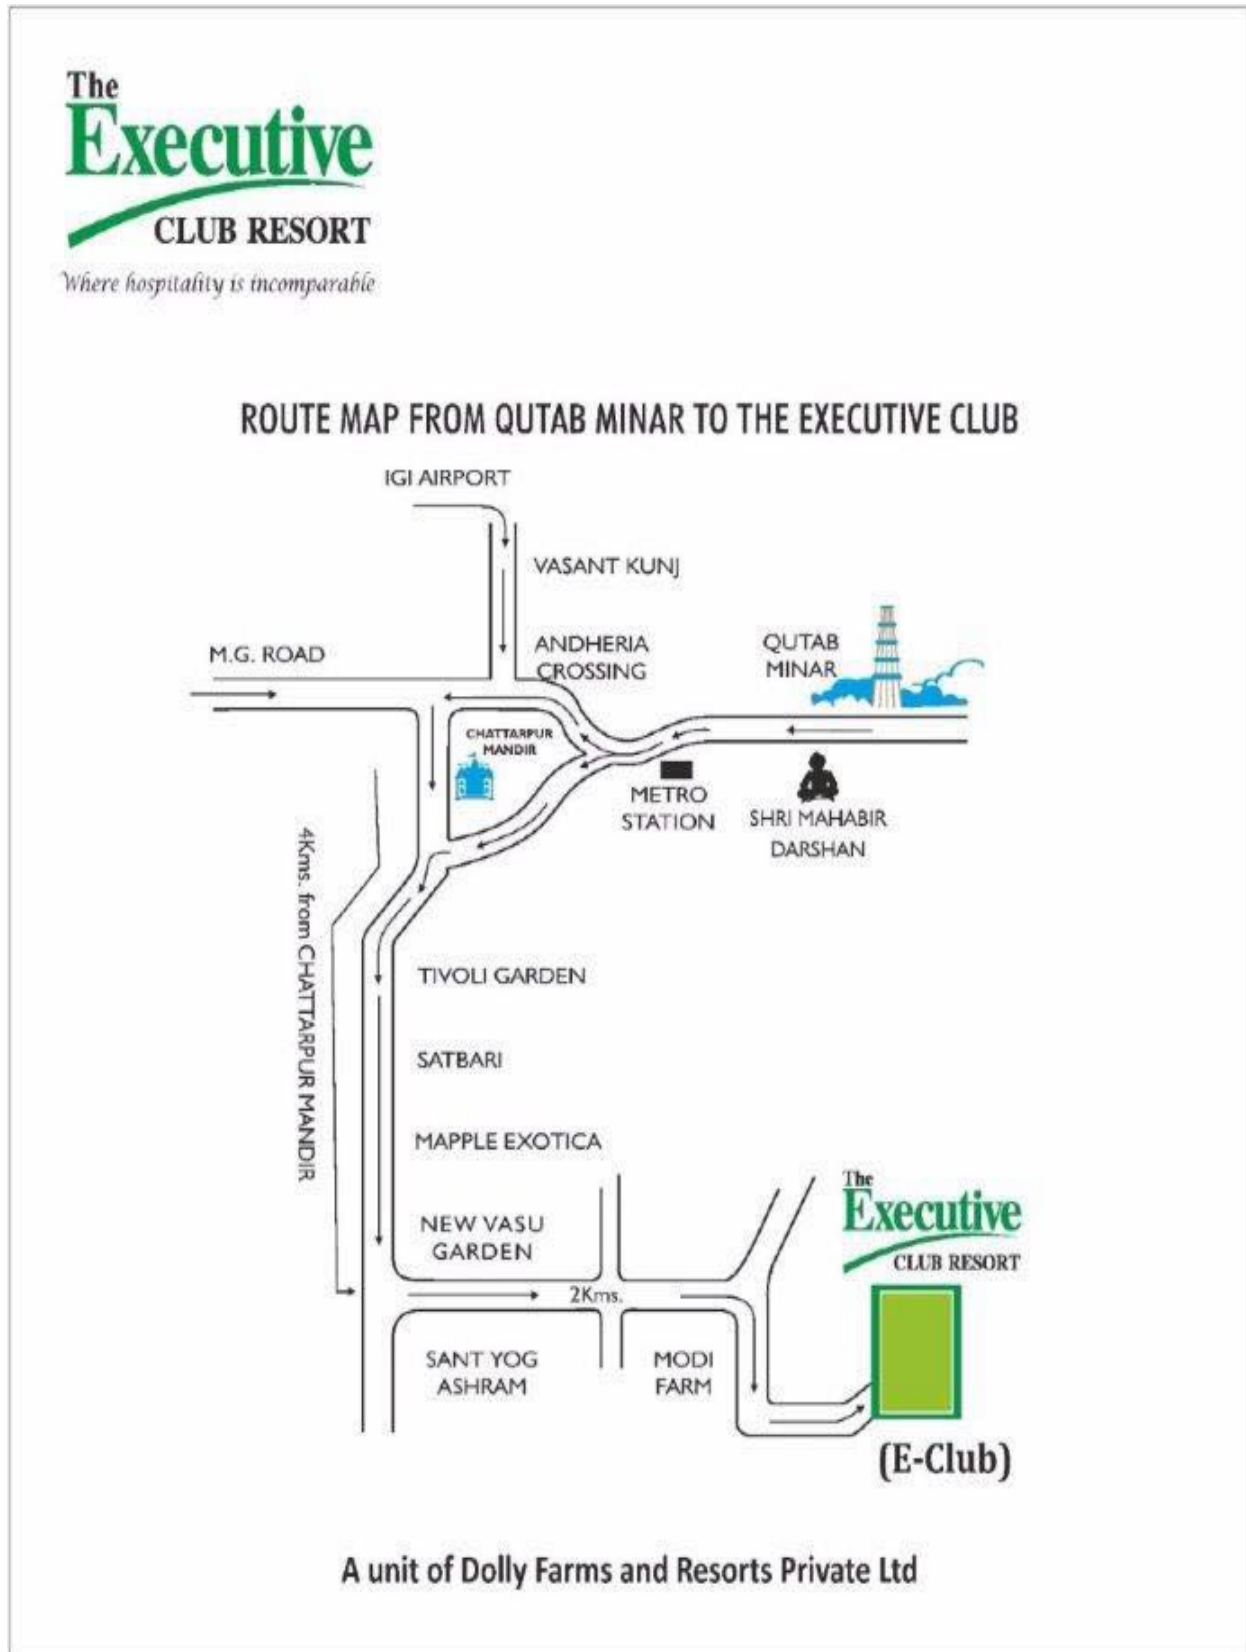 The
Executive
CLUB RESORT
Where hospitality is incomparable
ROUTE MAP FROM QUTAB MINAR TO THE EXECUTIVE CLUB
IGI AIRPORT
VASANT KUNJ
ANDHERIA
CROSSING
QUTAB
MINAR
M.G. ROAD
CHATTARPUR
MANDIR
METRO
STATION
SHRI MAHABIR
DARSHAN
4Kms. from CHATTARPUR MANDIR
TIVOLI GARDEN
SATBARI
MAPPLE EXOTICA
NEW VASU
GARDEN
The
Executive
CLUB RESORT
2Kms.
SANT YOG
ASHRAM
MODI
FARM
(E-Club)
A unit of Dolly Farms and Resorts Private Ltd